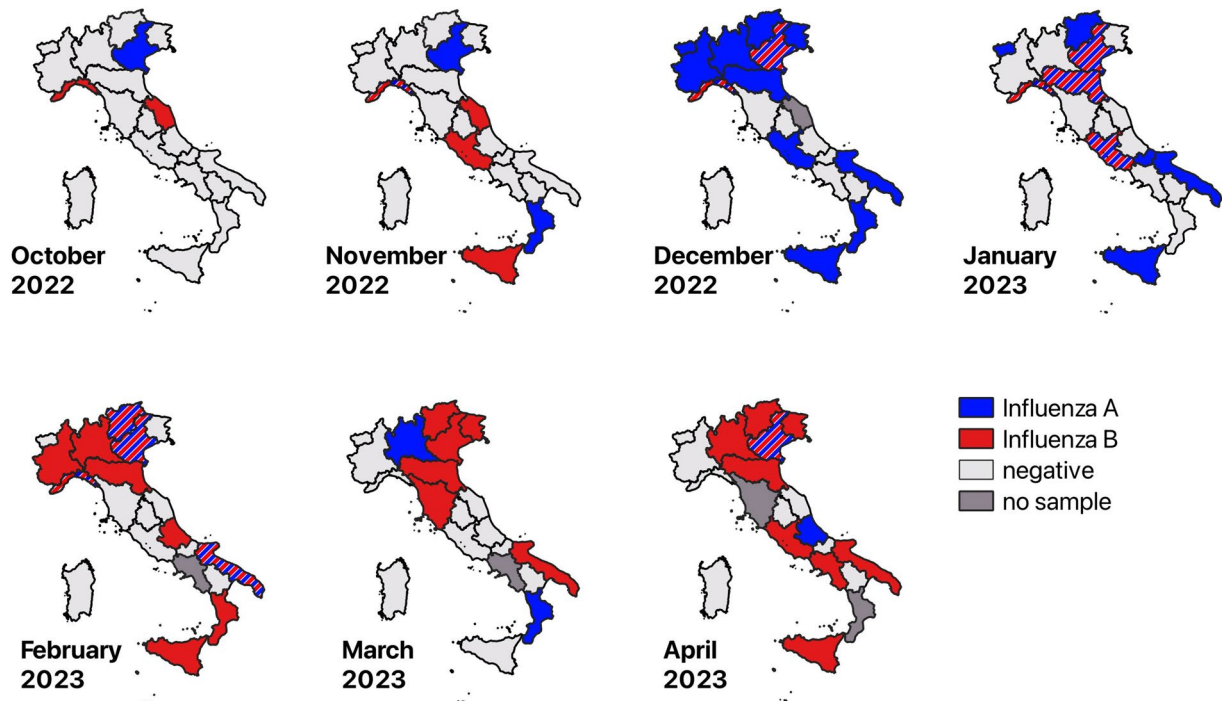 October
2022
November
2022
December
2022
January
2023
February
2023
March
2023
April
2023
Influenza A
Influenza B
negative
no sample